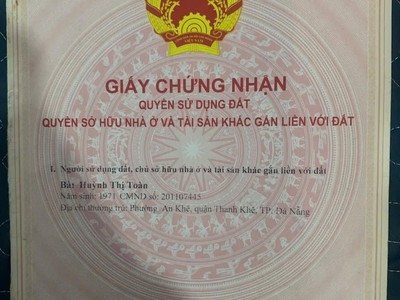 GIẤY CHỨNG NHẬN
QUYỀN SỬ DỤNG ĐẤT
QUYỀN SỞ HỮU NHÀ Ở VÀ TÀI SẢN KHÁC GẮN LIỀN VỚI ĐẤT
I. Người sử dụng đất, chủ sở hữu nhà ở và tài sản khác gắn liền với đất
Bà: Huỳnh Thị Toàn
Năm sinh: 1971 CMND số: 201107445
Địa chỉ thường trú: Phường An Khê, quận Thanh Khê, TP. Đà Nẵng